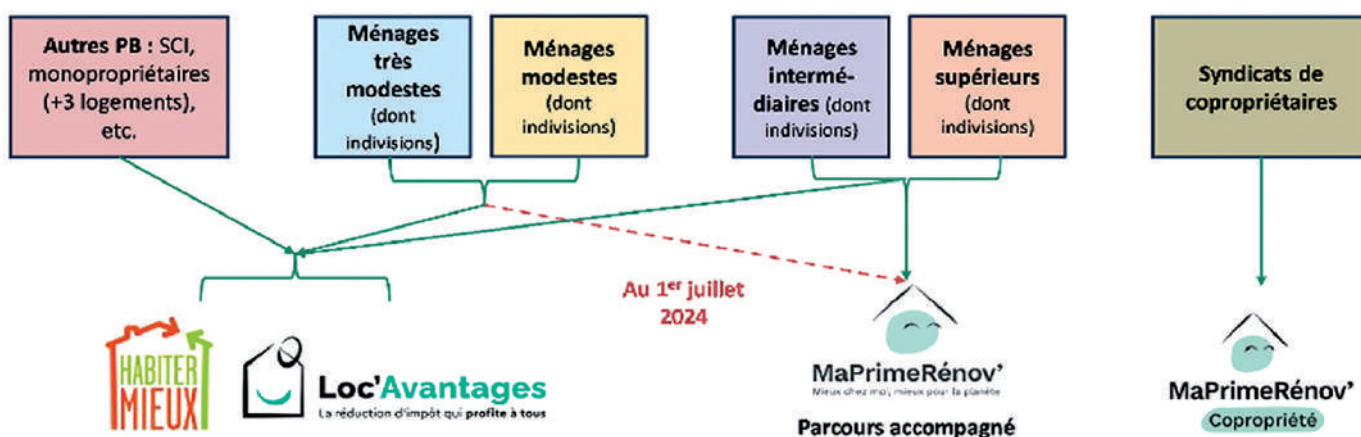 Autres PB : SCI,
monopropriétaires
(+3 logements),
etc.
Ménages
très
modestes
(dont
indivisions)
Ménages
modestes
(dont
indivisions)
Ménages
intermé-
diaires (dont
indivisions)
Ménages
supérieurs
(dont
indivisions)
Syndicats de
copropriétaires
Au 1er juillet
2024
HABITER
MIEUX
Loc'Avantages
La réduction d'impôt qui profite à tous
MaPrimeRénov'
Mieux chez moi, mieux pour la planète
Parcours accompagné
MaPrimeRénov'
Copropriété